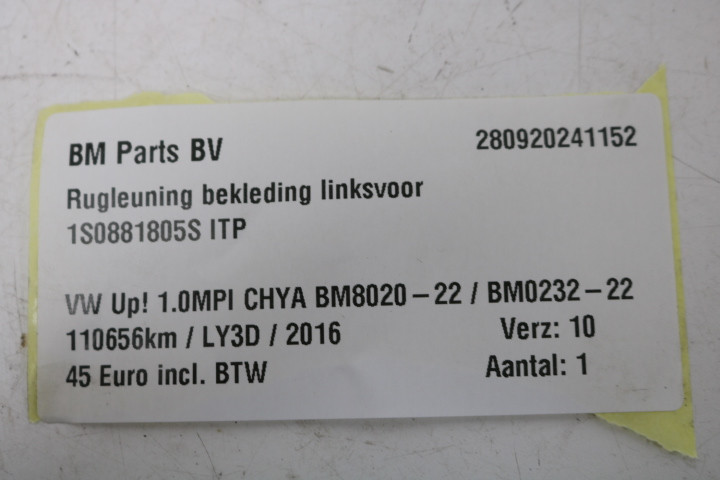 BM Parts BV 280920241152
Rugleuning bekleding linksvoor
1S0881805S ITP
VW Up! 1.0MPI CHYA BM8020-22 / BM0232-22
110656km / LY3D / 2016 Verz: 10
45 Euro incl. BTW Aantal: 1